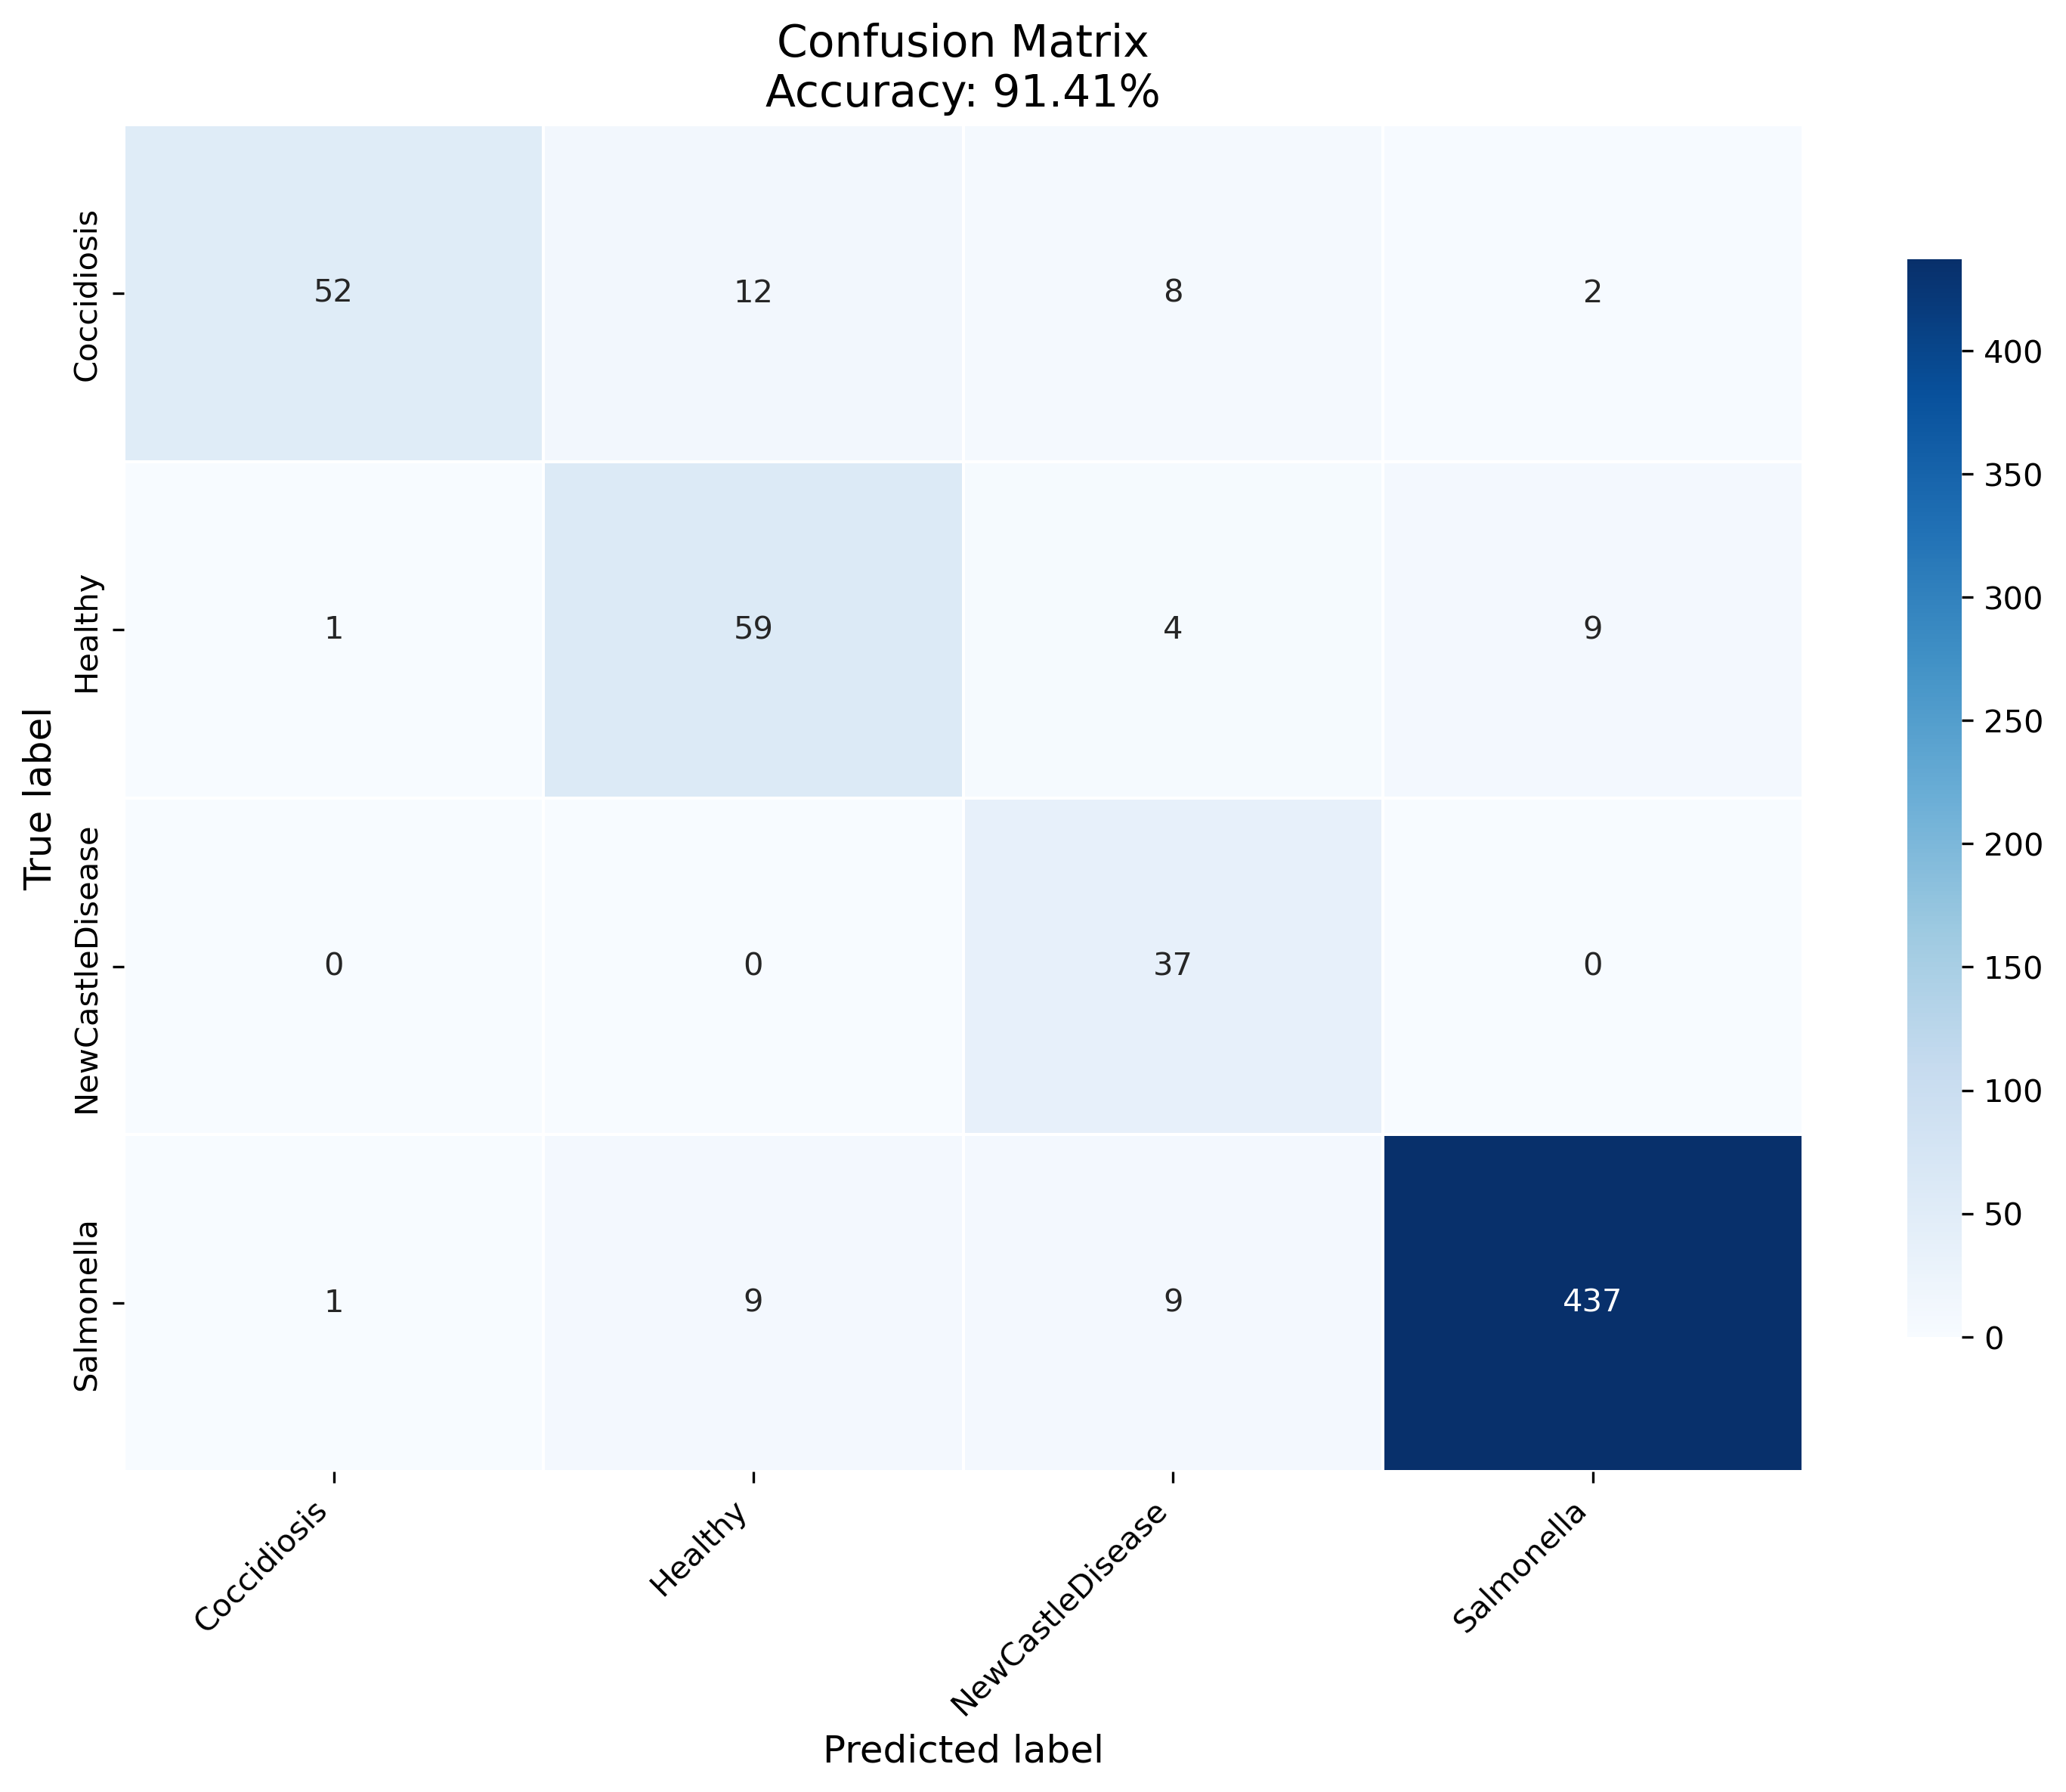 Confusion Matrix
Accuracy: 91.41%
True label
Coccidiosis
52 12 8 2
Healthy
1 59 4 9
NewCastleDisease
0 0 37 0
Salmonella
1 9 9 437
Coccidiosis
Healthy
NewCastleDisease
Salmonella
Predicted label
400
350
300
250
200
150
100
50
0